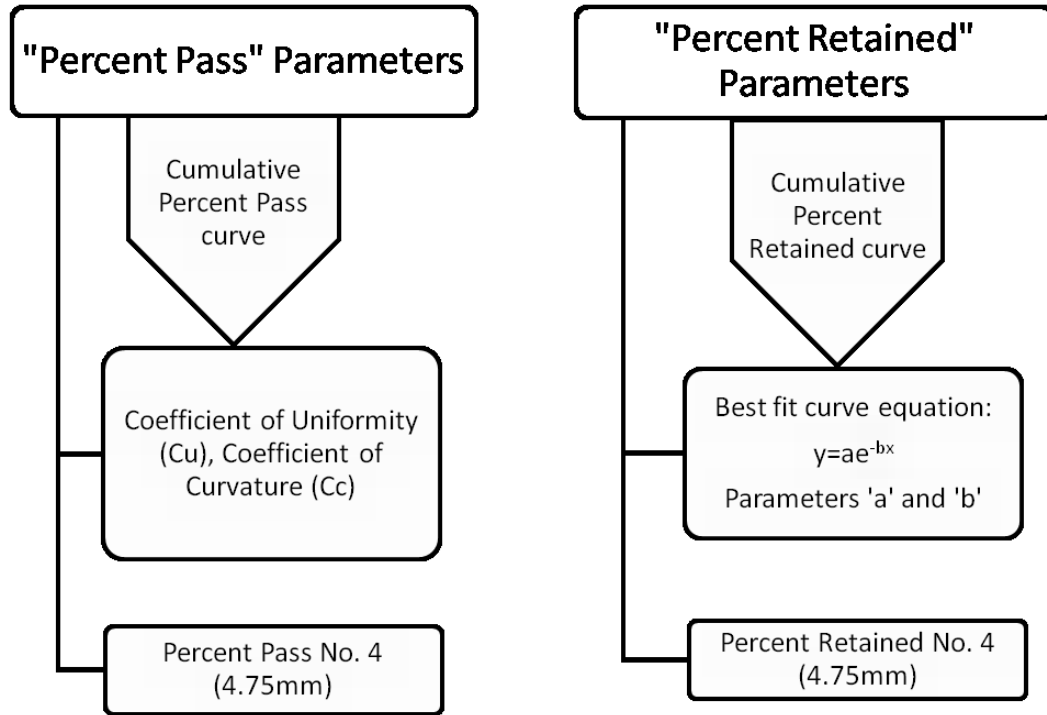 "Percent Pass" Parameters
Cumulative
Percent Pass
curve
Coefficient of Uniformity
(Cu), Coefficient of
Curvature (Cc)
Percent Pass No. 4
(4.75mm)
"Percent Retained"
Parameters
Cumulative
Percent
Retained curve
Best fit curve equation:
y=ae^-bx
Parameters 'a' and 'b'
Percent Retained No. 4
(4.75mm)